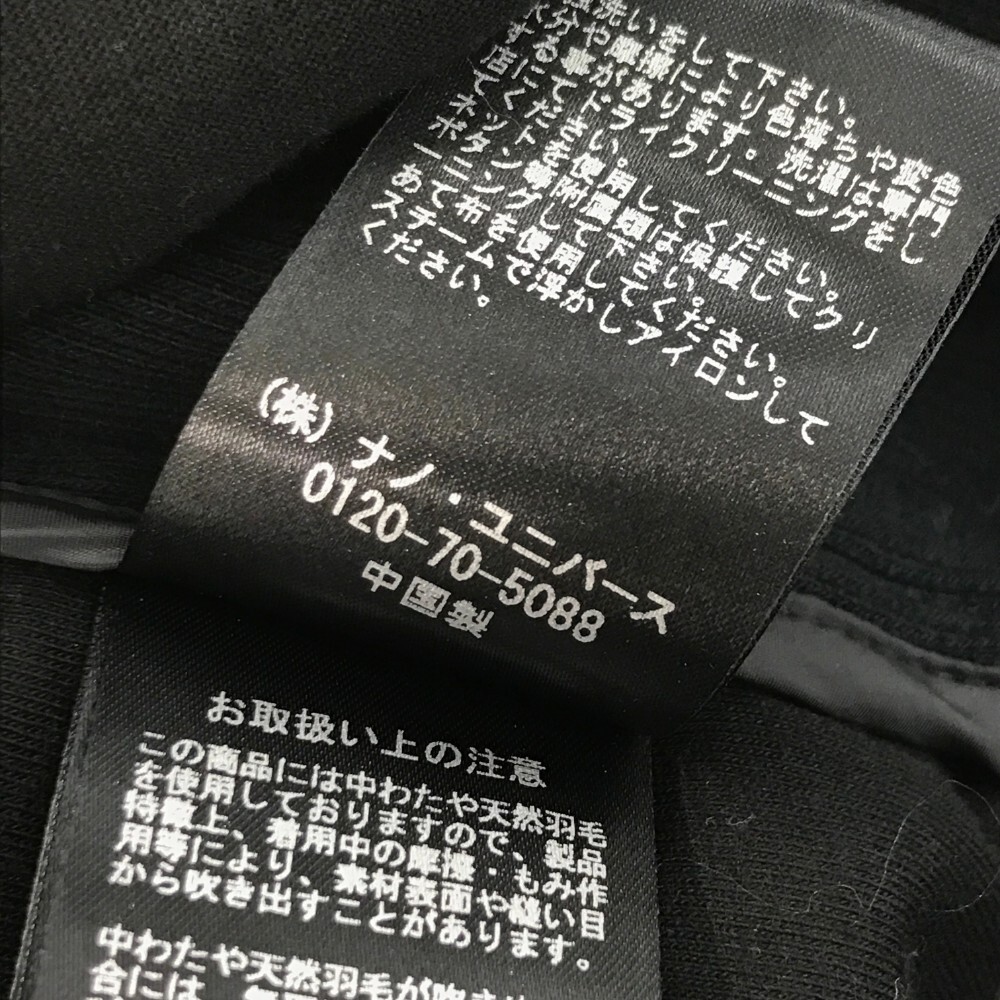 洗いをして下さい。
水分や摩擦により色落ちや変色
する事があります。洗濯は専門
店にてドライクリーニングをし
てください。
ネット等使用してください。
ボタン等附属類は保護してクリ
ーニングして下さい。
あて布を使用してください。
スチームで浮かしアイロンして
ください。
(株)ナノ・ユニバース
0120-70-5088
中国製
お取扱い上の注意
この商品には中わたや天然羽毛
を使用しておりますので、製品
特徴上、着用中の摩擦・もみ作
用等により、素材表面や縫い目
から吹き出すことがあります。
中わたや天然羽毛が吹き
合には、無理